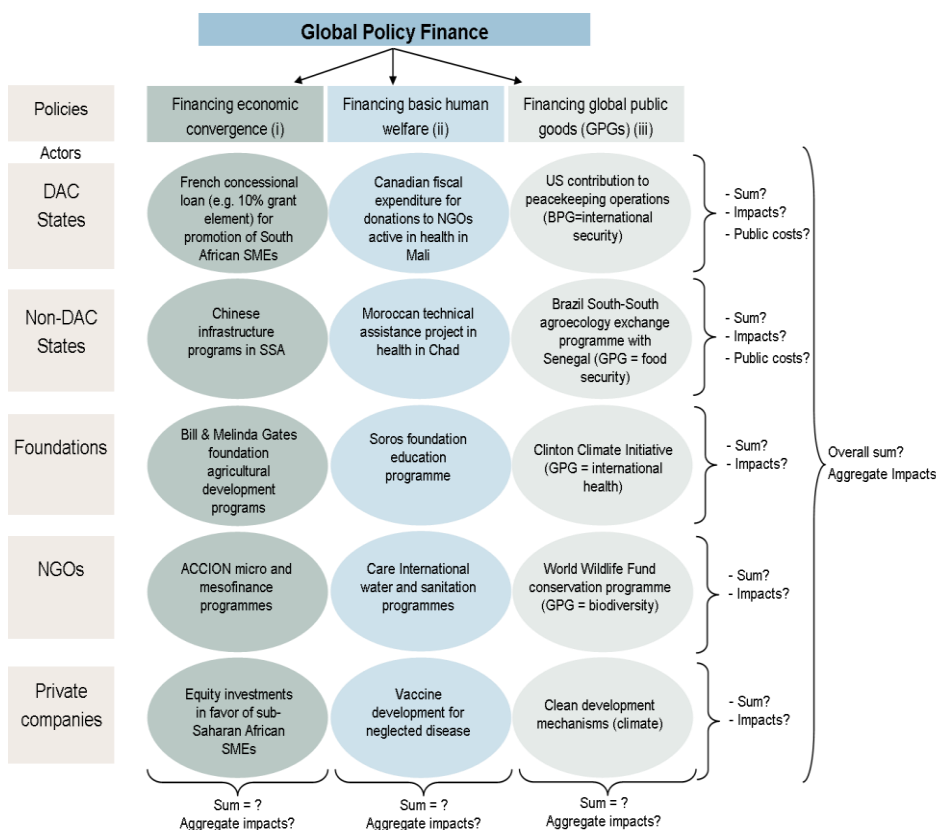 Global Policy Finance
Policies
Financing economic
convergence (i)
Financing basic human
welfare (ii)
Financing global public
goods (GPGs) (iii)
Actors
DAC
States
French concessional
loan (e.g. 10% grant
element) for
promotion of South
African SMEs
Canadian fiscal
expenditure for
donations to NGOs
active in health in
Mali
US contribution to
peacekeeping operations
(BPG=international
security)
- Sum?
- Impacts?
- Public costs?
Non-DAC
States
Chinese
infrastructure
programs in SSA
Moroccan technical
assistance project in
health in Chad
Brazil South-South
agroecology exchange
programme with
Senegal (GPG = food
security)
- Sum?
- Impacts?
- Public costs?
Foundations
Bill & Melinda Gates
foundation
agricultural
development
programs
Soros foundation
education
programme
Clinton Climate Initiative
(GPG = international
health)
- Sum?
- Impacts?
Overall sum?
Aggregate Impacts
NGOs
ACCION micro and
mesofinance
programmes
Care International
water and sanitation
programmes
World Wildlife Fund
conservation programme
(GPG = biodiversity)
- Sum?
- Impacts?
Private
companies
Equity investments
in favor of sub-
Saharan African
SMEs
Vaccine
development for
neglected disease
Clean development
mechanisms (climate)
- Sum?
- Impacts?
Sum = ?
Aggregate impacts?
Sum = ?
Aggregate impacts?
Sum = ?
Aggregate impacts?